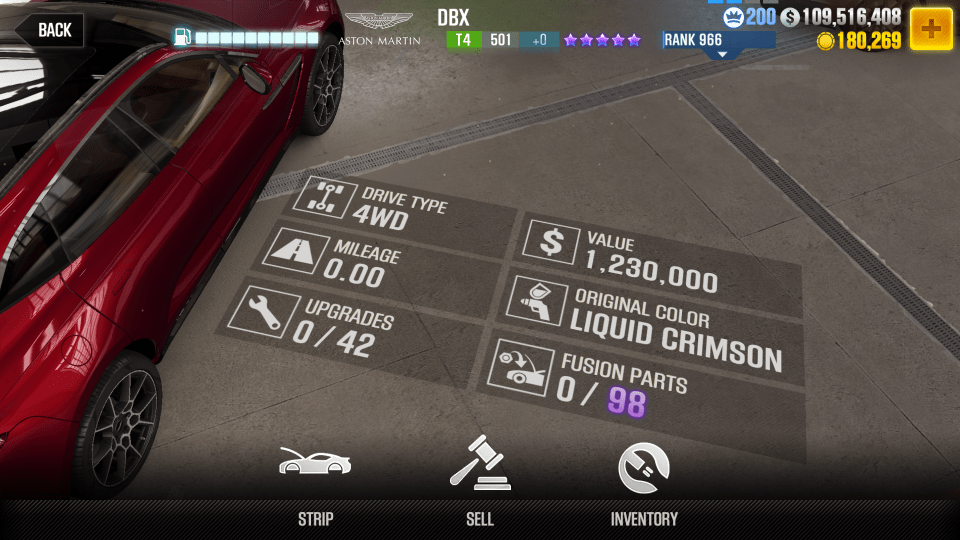 BACK
ASTON MARTIN
DBX
T4 501 +0
RANK 966
200 $ 109,516,408
180,269
DRIVE TYPE
4WD
MILEAGE
0.00
UPGRADES
0 / 42
VALUE
1,230,000
ORIGINAL COLOR
LIQUID CRIMSON
FUSION PARTS
0 / 98
STRIP
SELL
INVENTORY